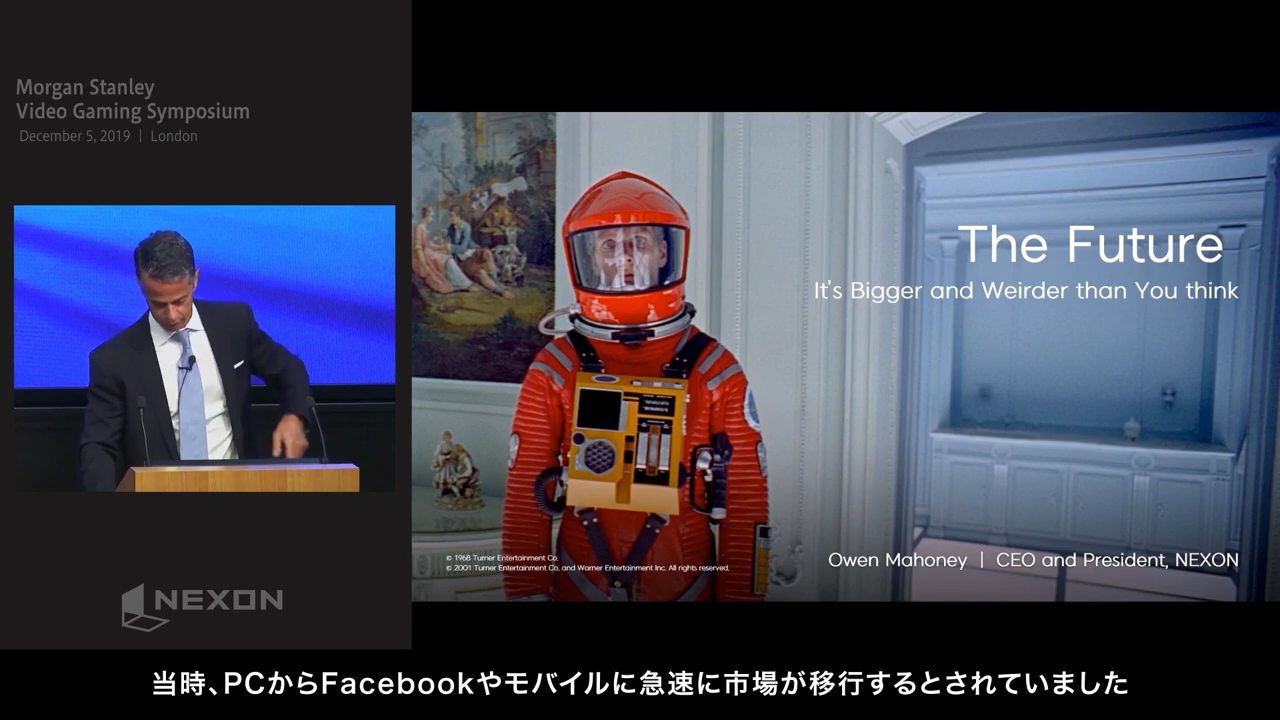 Morgan Stanley
Video Gaming Symposium
December 5, 2019 | London
The Future
It's Bigger and Weirder than You think
© 1968 Turner Entertainment Co.
© 2001 Turner Entertainment Co. and Warner Entertainment Inc. All rights reserved.
Owen Mahoney | CEO and President, NEXON
NEXON
当時、PCからFacebookやモバイルに急速に市場が移行するとされていました